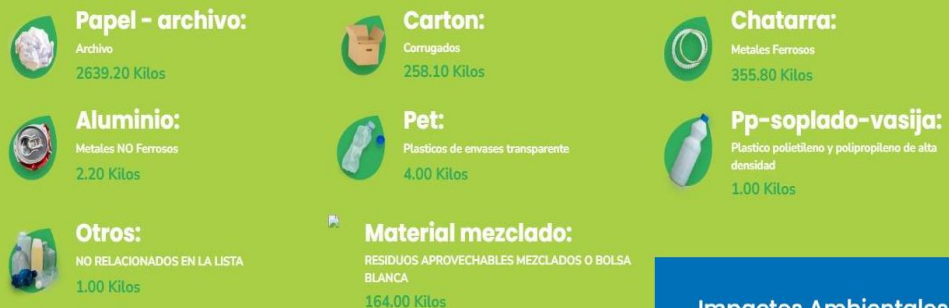 Papel - archivo:
Archivo
2639.20 Kilos
Carton:
Corrugados
258.10 Kilos
Chatarra:
Metales Ferrosos
355.80 Kilos
Aluminio:
Metales NO Ferrosos
2.20 Kilos
Pet:
Plasticos de envases transparente
4.00 Kilos
Pp-soplado-vasija:
Plastico polietileno y polipropileno de alta
densidad
1.00 Kilos
Otros:
NO RELACIONADOS EN LA LISTA
1.00 Kilos
Material mezclado:
RESIDUOS APROVECHABLES MEZCLADOS O BOLSA
BLANCA
164.00 Kilos
Impactos Ambientales